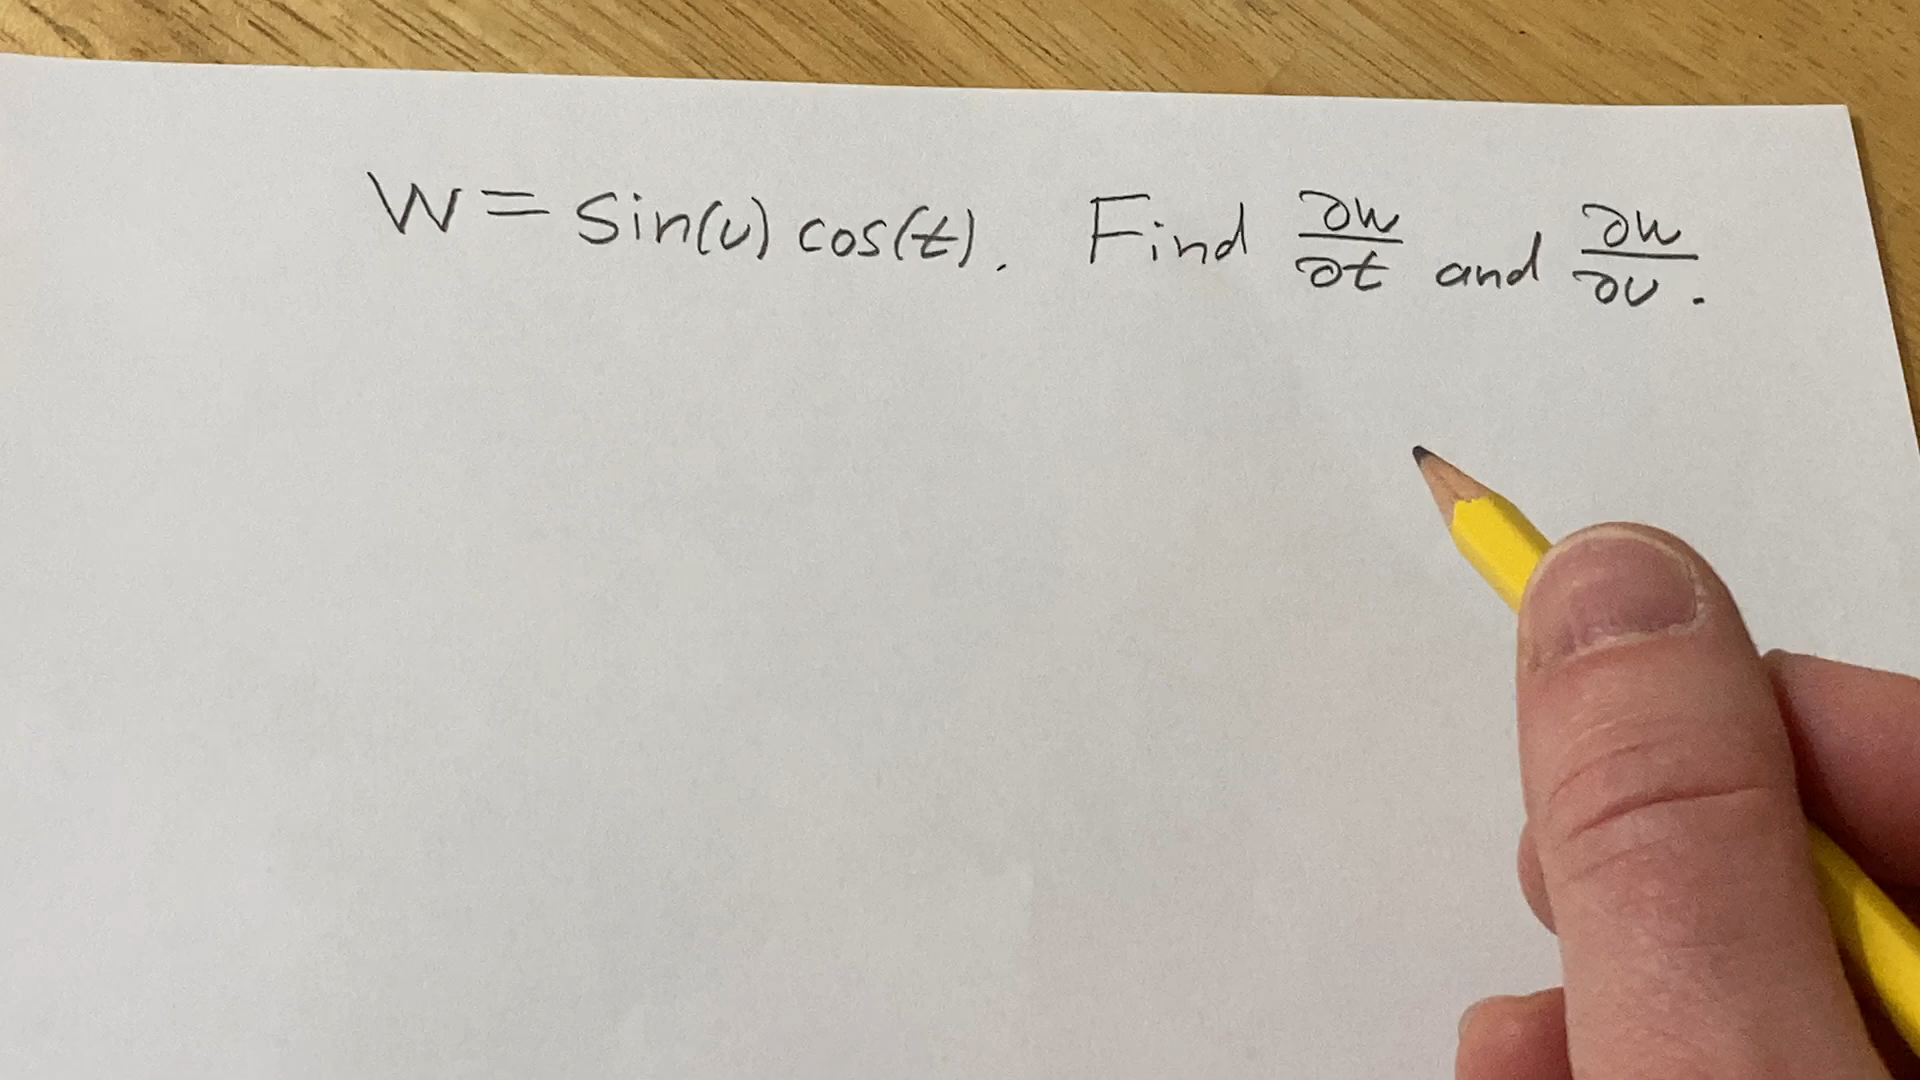 W = sin(v) cos(t). Find ∂w/∂t and ∂w/∂v.